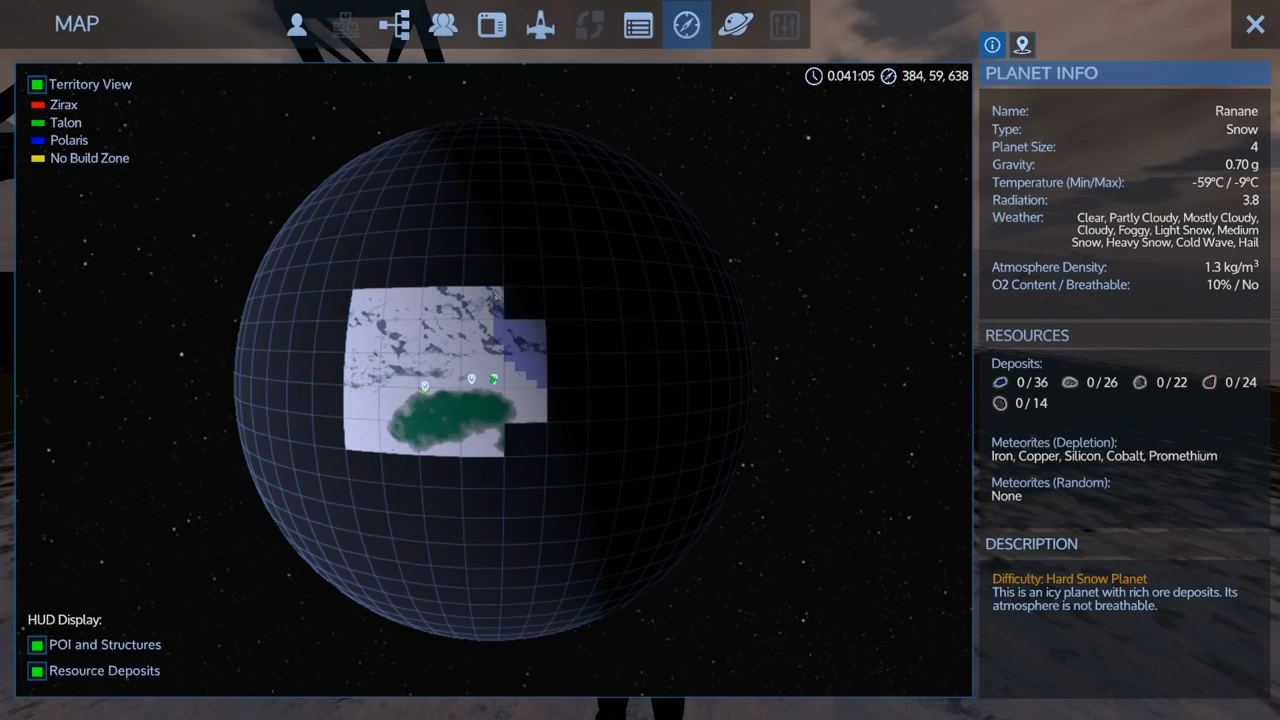 MAP
Territory View
Zirax
Talon
Polaris
No Build Zone
0.041:05 384, 59, 638
HUD Display:
POI and Structures
Resource Deposits
PLANET INFO
Name: Ranane
Type: Snow
Planet Size: 4
Gravity: 0.70 g
Temperature (Min/Max): -59°C / -9°C
Radiation: 3.8
Weather: Clear, Partly Cloudy, Mostly Cloudy,
Cloudy, Foggy, Light Snow, Medium
Snow, Heavy Snow, Cold Wave, Hail
Atmosphere Density: 1.3 kg/m³
O2 Content / Breathable: 10% / No
RESOURCES
Deposits:
0/36 0/26 0/22 0/24
0/14
Meteorites (Depletion):
Iron, Copper, Silicon, Cobalt, Promethium
Meteorites (Random):
None
DESCRIPTION
Difficulty: Hard Snow Planet
This is an icy planet with rich ore deposits. Its
atmosphere is not breathable.